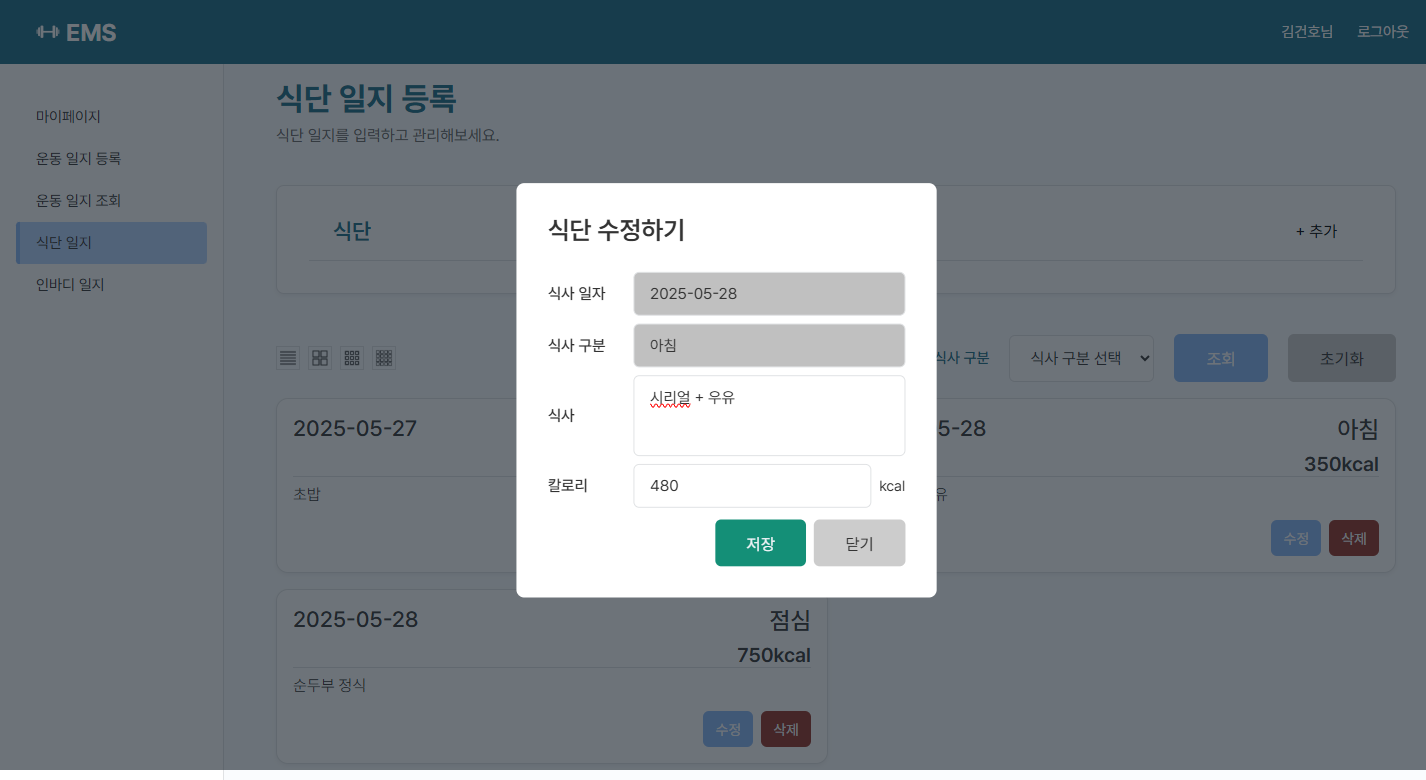 EMS
김건호님 로그아웃
마이페이지
운동 일지 등록
운동 일지 조회
식단 일지
인바디 일지
식단 일지 등록
식단 일지를 입력하고 관리해보세요.
식단
+ 추가
식사 구분 식사 구분 선택 조회 초기화
2025-05-27
초밥
5-28 아침
350kcal
유
수정 삭제
2025-05-28 점심
750kcal
순두부 정식
수정 삭제
식단 수정하기
식사 일자 2025-05-28
식사 구분 아침
식사 시리얼 + 우유
칼로리 480 kcal
저장 닫기